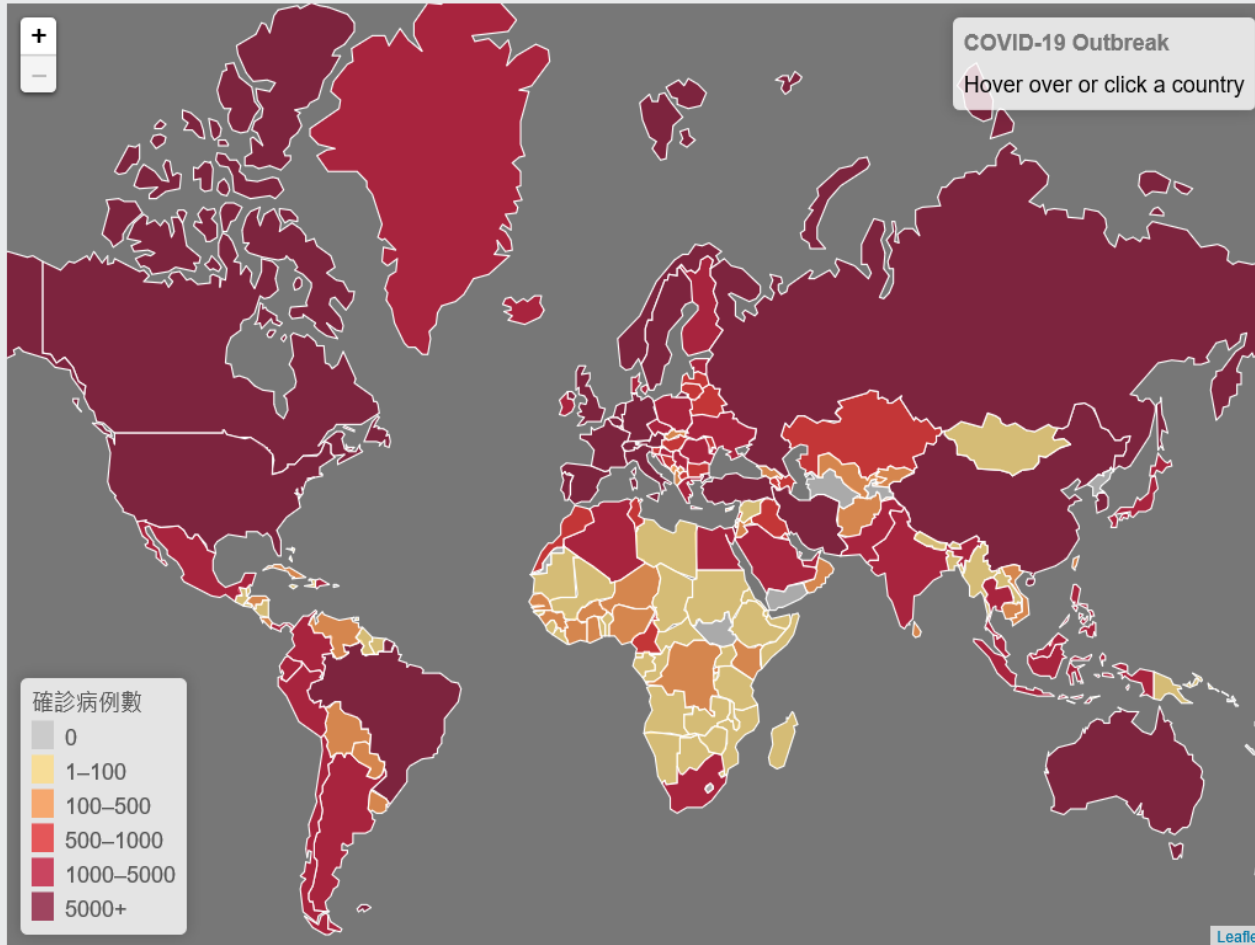 +
−
COVID-19 Outbreak
Hover over or click a country
確診病例數
0
1–100
100–500
500–1000
1000–5000
5000+
Leafle